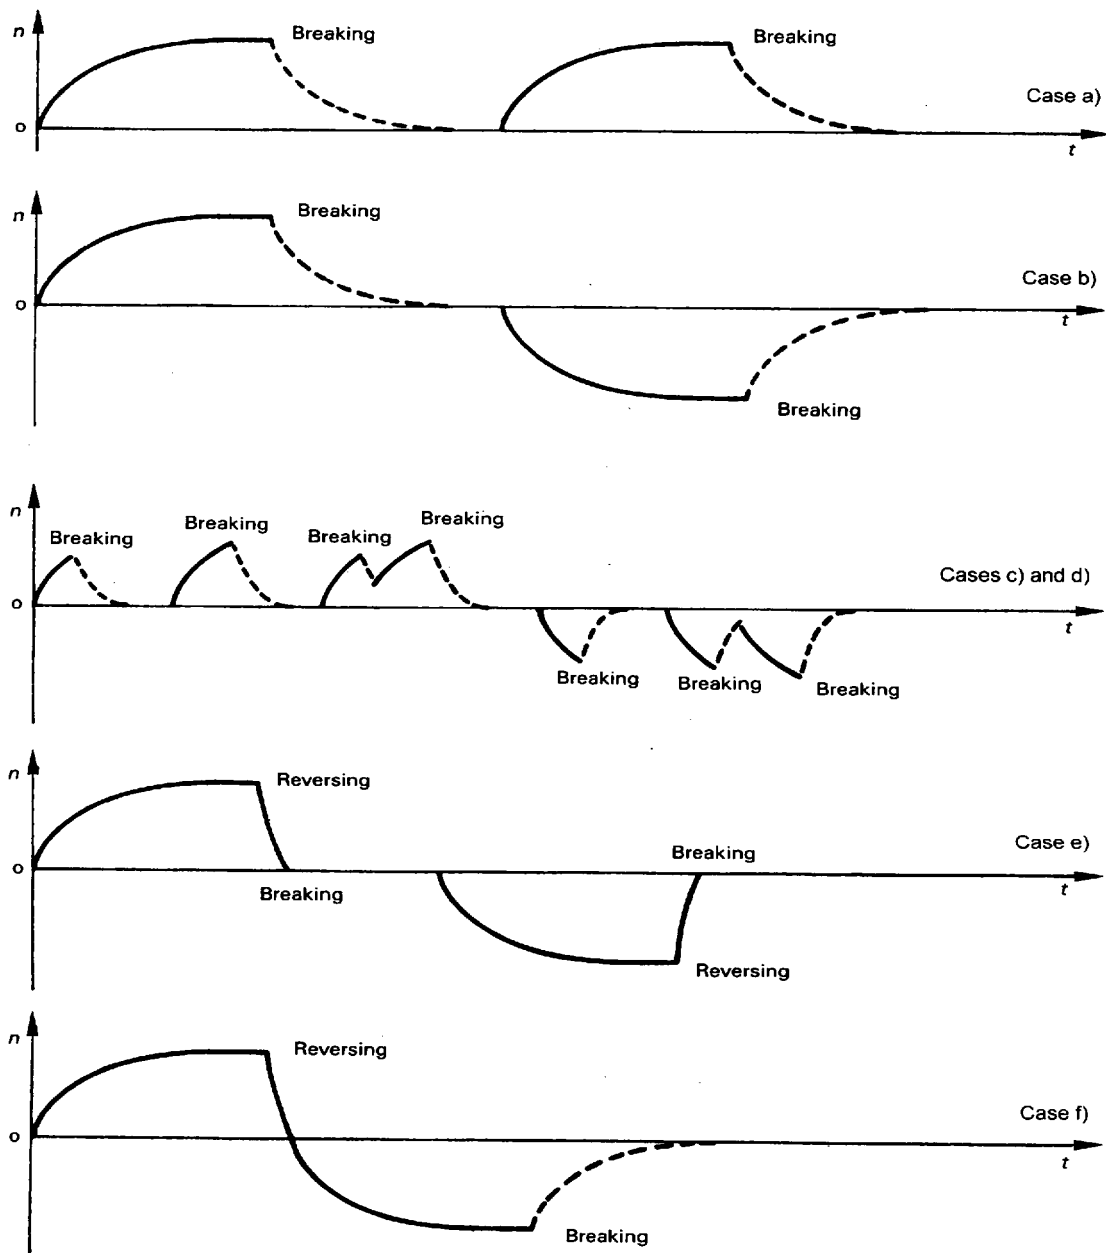 n
Breaking
Breaking
Case a)
o
t
n
Breaking
Case b)
o
t
Breaking
n
Breaking
Breaking
Breaking
Breaking
Cases c) and d)
o
t
Breaking
Breaking
Breaking
n
Reversing
Case e)
Breaking
o
Breaking
t
Reversing
n
Reversing
Case f)
o
t
Breaking